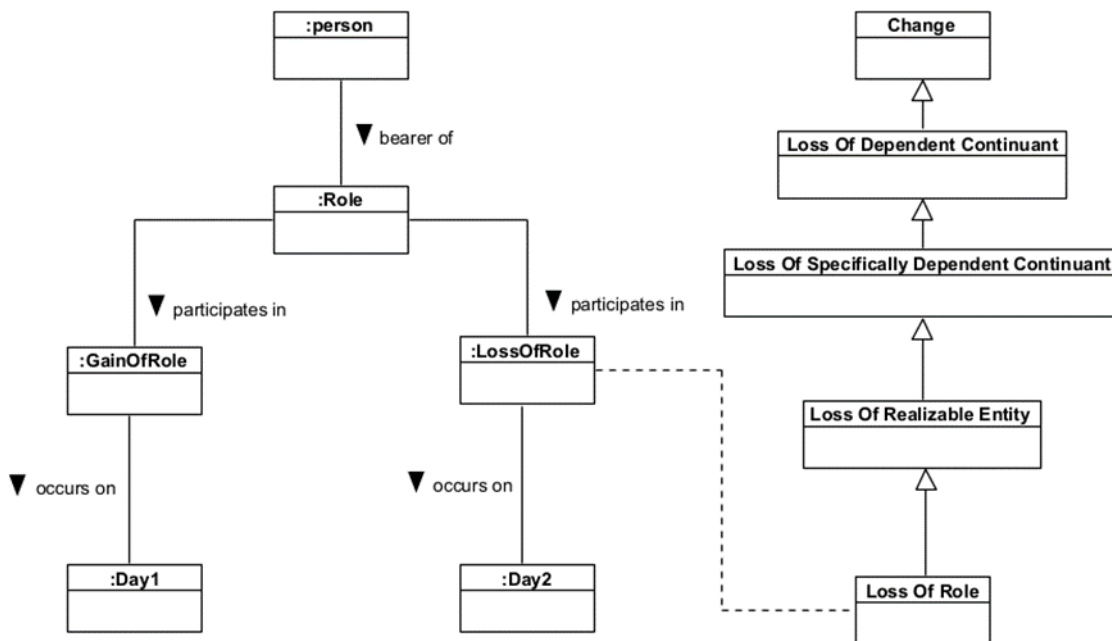 :person
Change
bearer of
Loss Of Dependent Continuant
:Role
Loss Of Specifically Dependent Continuant
participates in
participates in
:GainOfRole
:LossOfRole
Loss Of Realizable Entity
occurs on
occurs on
:Day1
:Day2
Loss Of Role